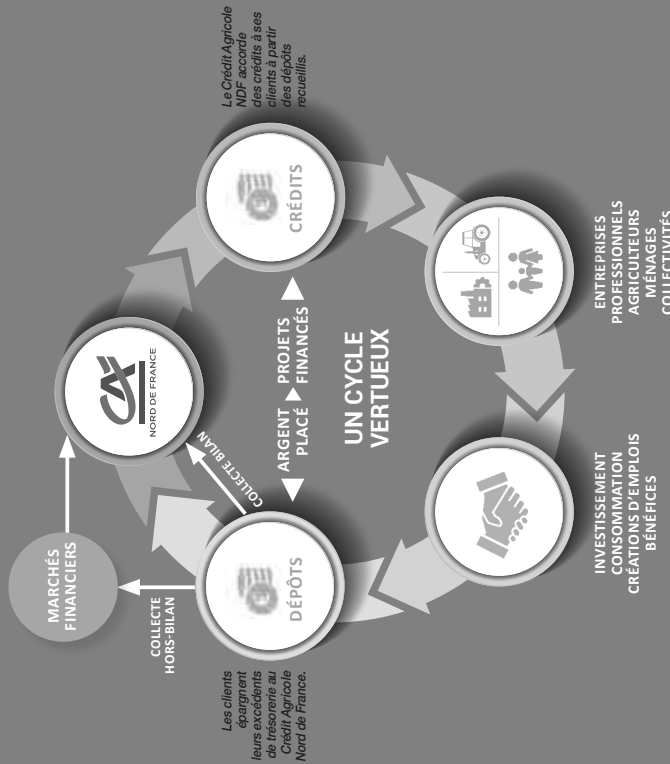 MARCHÉS
FINANCIERS
COLLECTE
HORS-BILAN
COLLECTE BILAN
CA
NORD DE FRANCE
Les clients
épargnent
leurs excédents
de trésorerie au
Crédit Agricole
Nord de France.
DÉPÔTS
ARGENT
PLACÉ
PROJETS
FINANCÉS
CRÉDITS
Le Crédit Agricole
NDF accorde
des crédits à ses
clients à partir
des dépôts
recueillis.
UN CYCLE
VERTUEUX
INVESTISSEMENT
CONSOMMATION
CRÉATIONS D'EMPLOIS
BÉNÉFICES
ENTREPRISES
PROFESSIONNELS
AGRICULTEURS
MÉNAGES
COLLECTIVITÉS